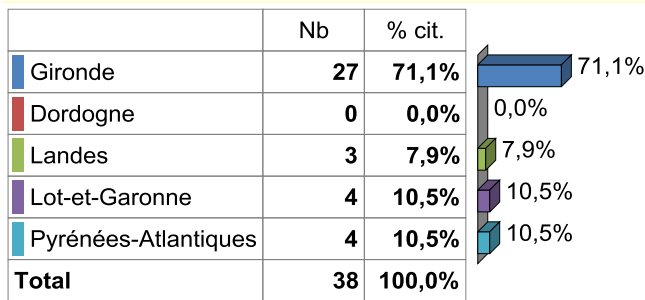 Nb % cit.
Gironde 27 71,1% 71,1%
Dordogne 0 0,0% 0,0%
Landes 3 7,9% 7,9%
Lot-et-Garonne 4 10,5% 10,5%
Pyrénées-Atlantiques 4 10,5% 10,5%
Total 38 100,0%